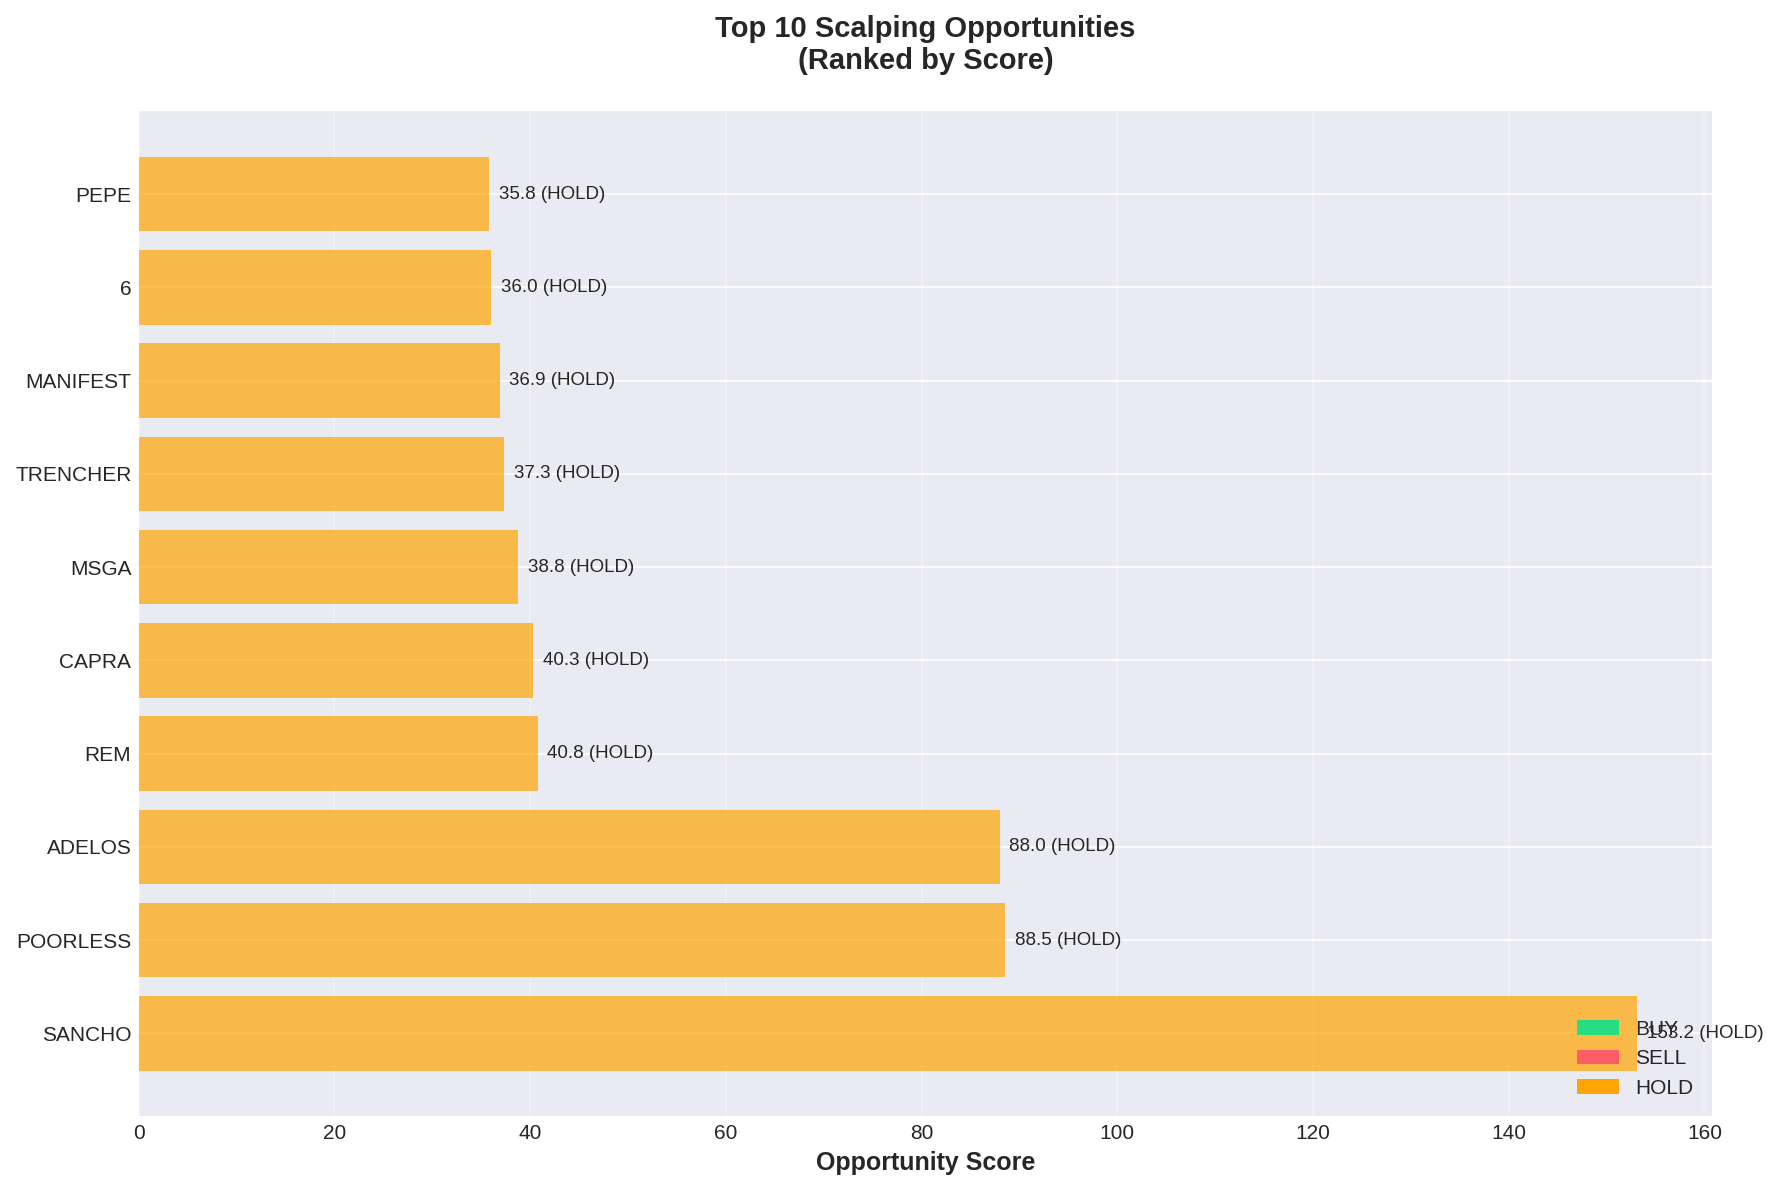 Top 10 Scalping Opportunities
(Ranked by Score)
PEPE
35.8 (HOLD)
6
36.0 (HOLD)
MANIFEST
36.9 (HOLD)
TRENCHER
37.3 (HOLD)
MSGA
38.8 (HOLD)
CAPRA
40.3 (HOLD)
REM
40.8 (HOLD)
ADELOS
88.0 (HOLD)
POORLESS
88.5 (HOLD)
SANCHO
153.2 (HOLD)
BUY
SELL
HOLD
0 20 40 60 80 100 120 140 160
Opportunity Score